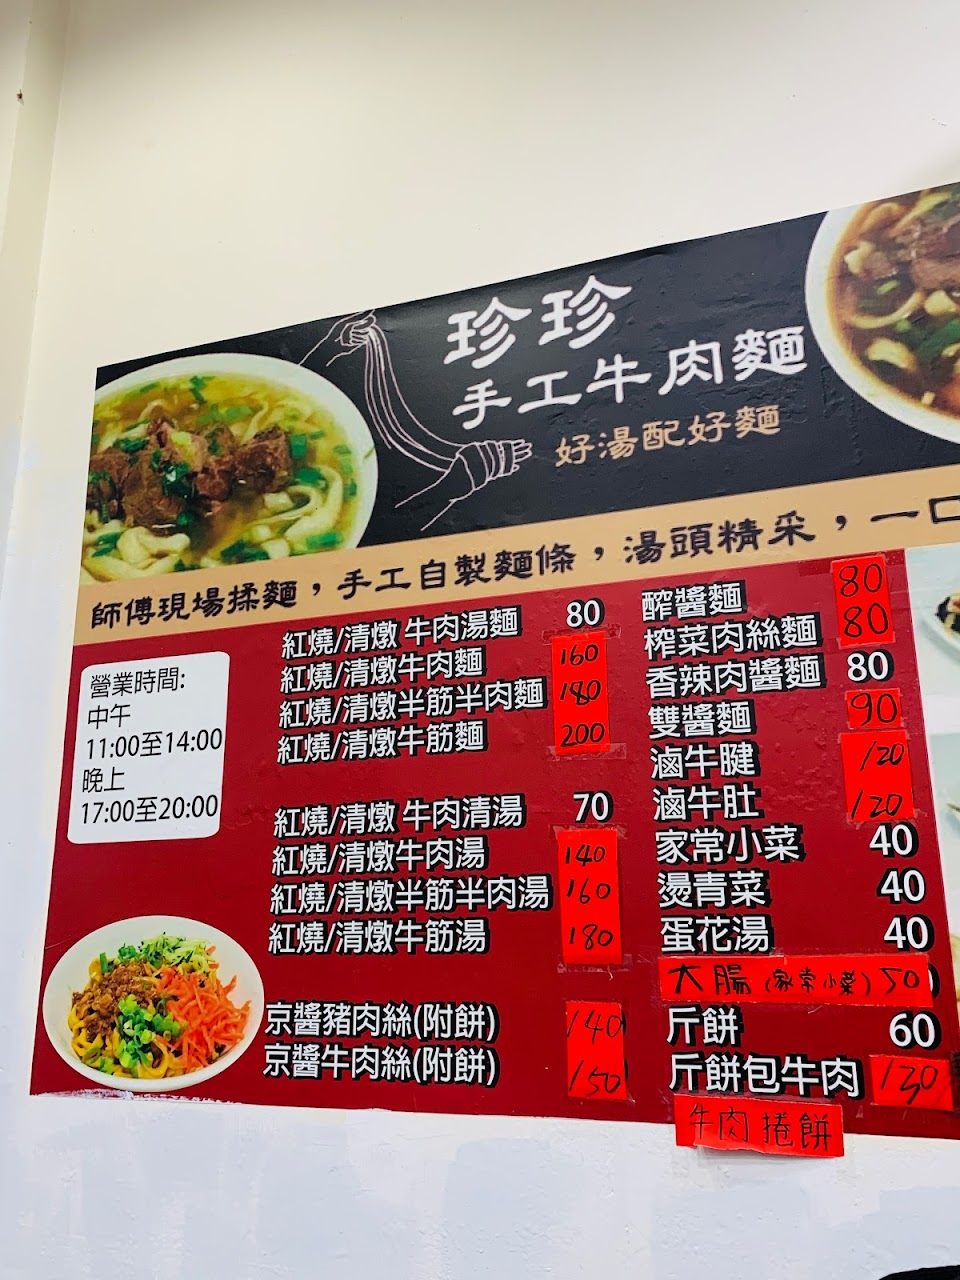 珍珍
手工牛肉麵
好湯配好麵
師傅現場揉麵，手工自製麵條，湯頭精采，一口
營業時間:
中午
11:00至14:00
晚上
17:00至20:00
紅燒/清燉 牛肉湯麵 80
紅燒/清燉牛肉麵 160
紅燒/清燉半筋半肉麵 180
紅燒/清燉牛筋麵 200
紅燒/清燉 牛肉清湯 70
紅燒/清燉牛肉湯 140
紅燒/清燉半筋半肉湯 160
紅燒/清燉牛筋湯 180
京醬豬肉絲(附餅) 140
京醬牛肉絲(附餅) 150
醡醬麵 80
榨菜肉絲麵 80
香辣肉醬麵 80
雙醬麵 90
滷牛腱 120
滷牛肚 120
家常小菜 40
燙青菜 40
蛋花湯 40
大腸(家常小菜) 50
斤餅 60
斤餅包牛肉 130
牛肉捲餅